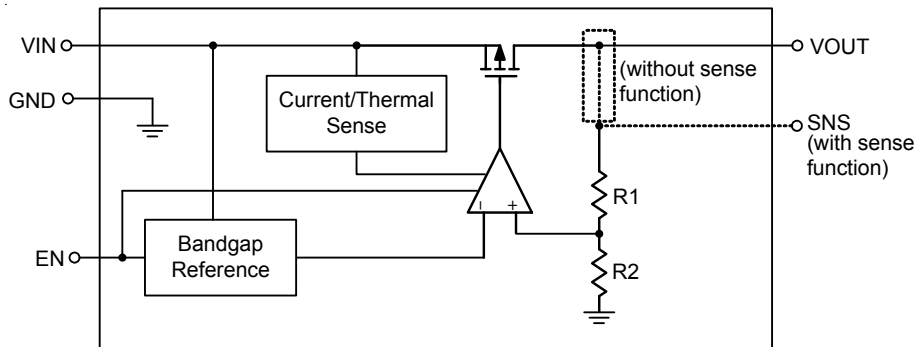 VIN
VOUT
(without sense
function)
GND
Current/Thermal
Sense
SNS
(with sense
function)
R1
− +
EN
Bandgap
Reference
R2